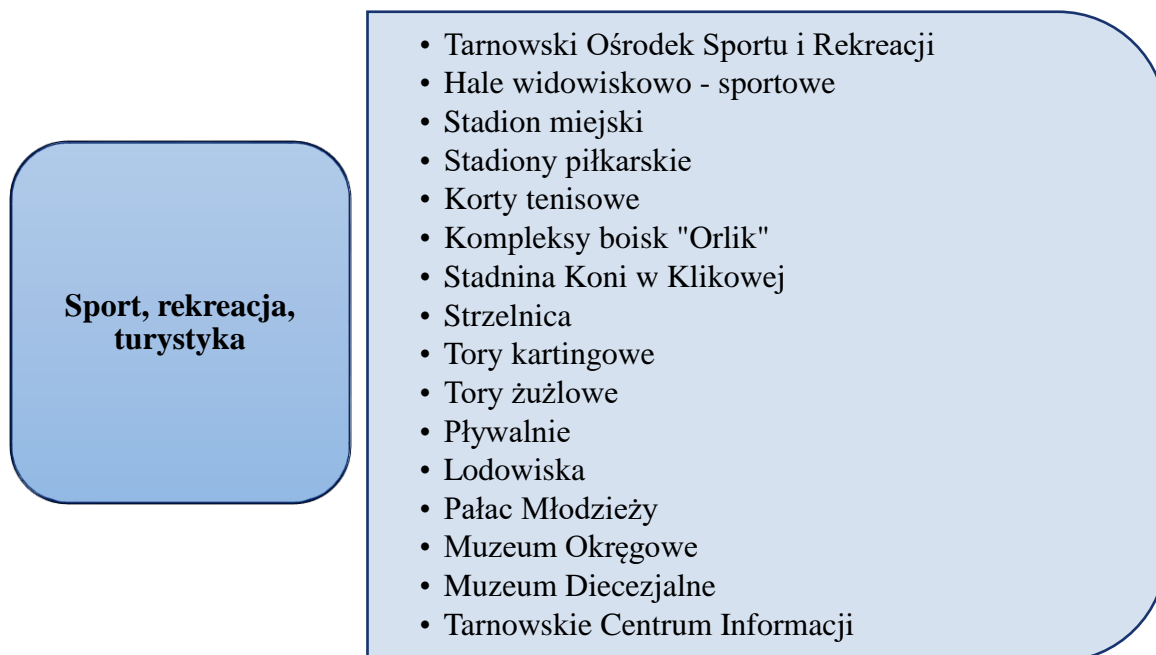 Sport, rekreacja,
turystyka
• Tarnowski Ośrodek Sportu i Rekreacji
• Hale widowiskowo - sportowe
• Stadion miejski
• Stadiony piłkarskie
• Korty tenisowe
• Kompleksy boisk "Orlik"
• Stadnina Koni w Klikowej
• Strzelnica
• Tory kartingowe
• Tory żużlowe
• Pływalnie
• Lodowiska
• Pałac Młodzieży
• Muzeum Okręgowe
• Muzeum Diecezjalne
• Tarnowskie Centrum Informacji